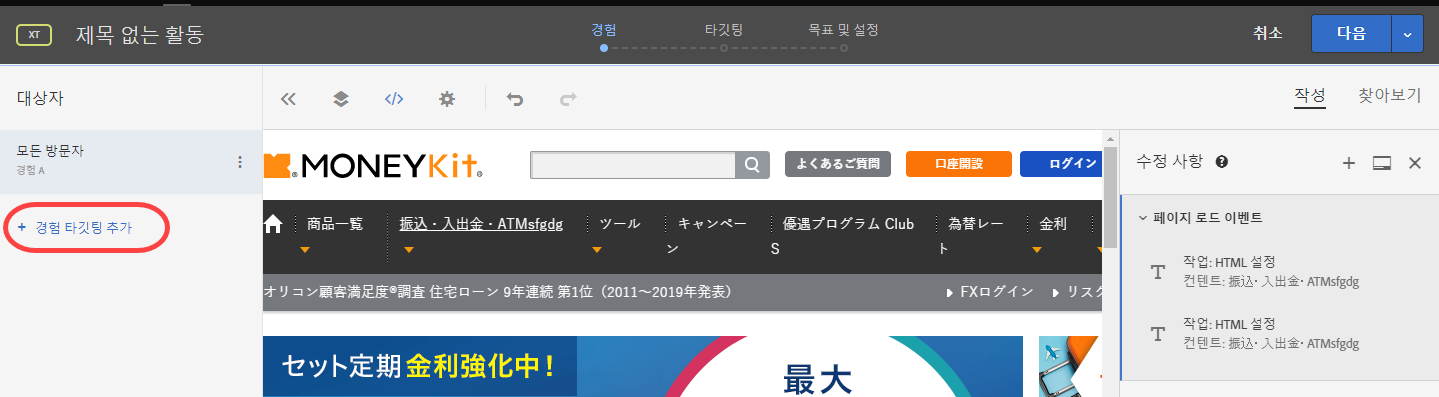 XT
제목 없는 활동
경험
타깃팅
목표 및 설정
취소
다음
대상자
작성
찾아보기
모든 방문자
경험 A
+ 경험 타깃팅 추가
MONEYKit®
よくあるご質問
口座開設
ログイン
商品一覧
振込・入出金・ATMsfgdg
ツール
キャンペーン
優遇プログラム Club S
為替レート
金利
オリコン顧客満足度®調査 住宅ローン 9年連続 第1位（2011～2019年発表）
FXログイン
リスク
セット定期 金利強化中！
最大
수정 사항
페이지 로드 이벤트
작업: HTML 설정
컨텐트: 振込・入出金・ATMsfgdg
작업: HTML 설정
컨텐트: 振込・入出金・ATMsfgdg